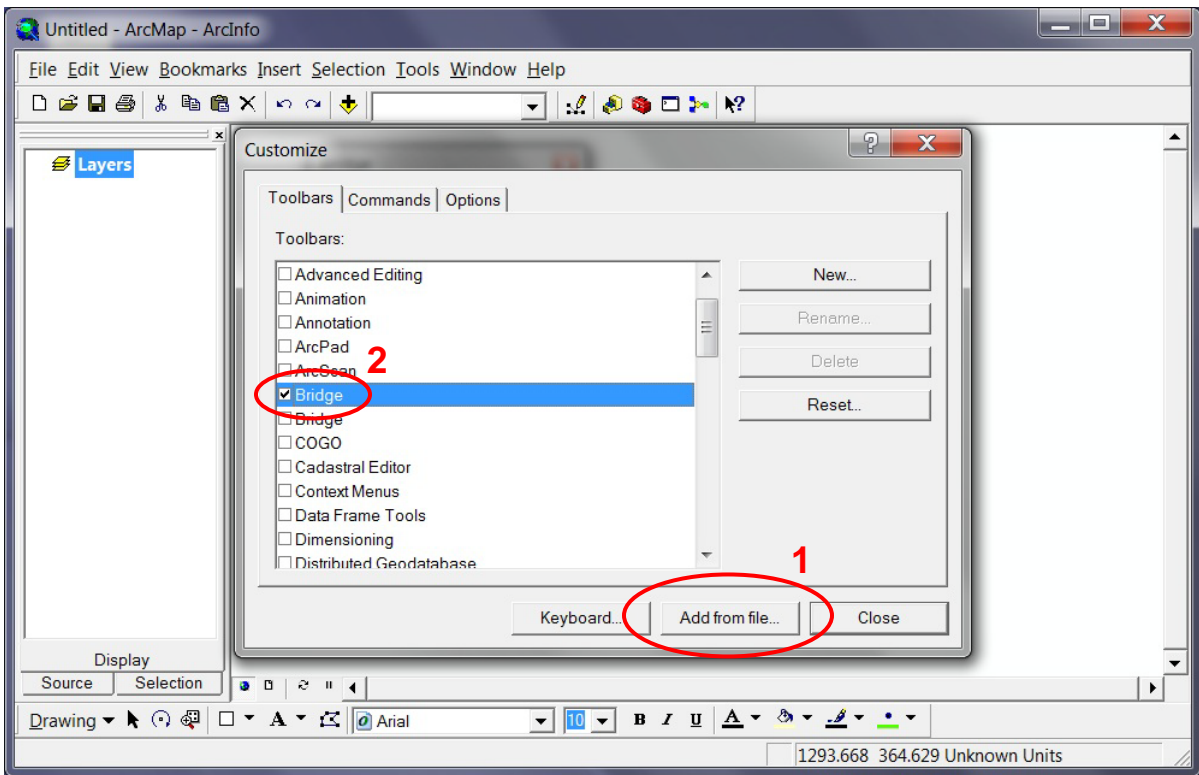 Untitled - ArcMap - ArcInfo
File Edit View Bookmarks Insert Selection Tools Window Help
Layers
Customize
Toolbars Commands Options
Toolbars:
Advanced Editing
Animation
Annotation
ArcPad
ArcScan
2
Bridge
Bridge
COGO
Cadastral Editor
Context Menus
Data Frame Tools
Dimensioning
Distributed Geodatabase
New...
Rename...
Delete
Reset...
1
Keyboard... Add from file... Close
Display
Source Selection
Drawing A Arial 10 B I U A
1293.668 364.629 Unknown Units